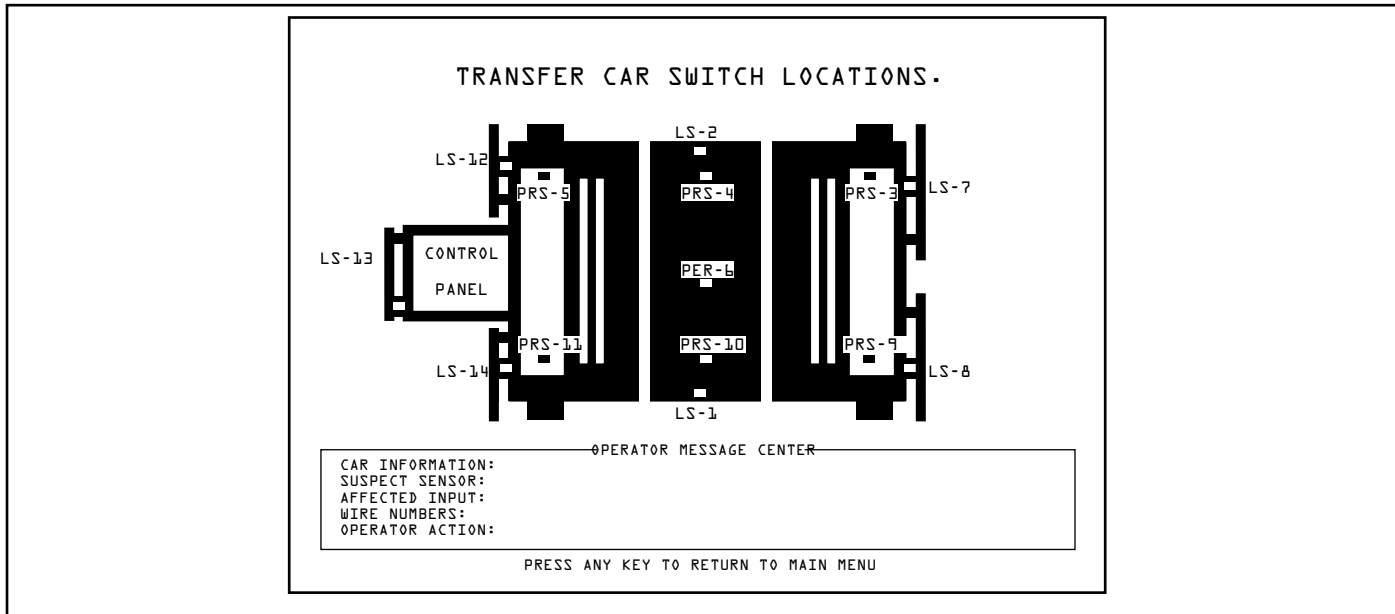 TRANSFER CAR SWITCH LOCATIONS.
LS-2
LS-12
PRS-5
PRS-4
PRS-3
LS-7
LS-13
CONTROL
PANEL
PER-6
PRS-11
PRS-10
PRS-9
LS-14
LS-8
LS-1
OPERATOR MESSAGE CENTER
CAR INFORMATION:
SUSPECT SENSOR:
AFFECTED INPUT:
WIRE NUMBERS:
OPERATOR ACTION:
PRESS ANY KEY TO RETURN TO MAIN MENU